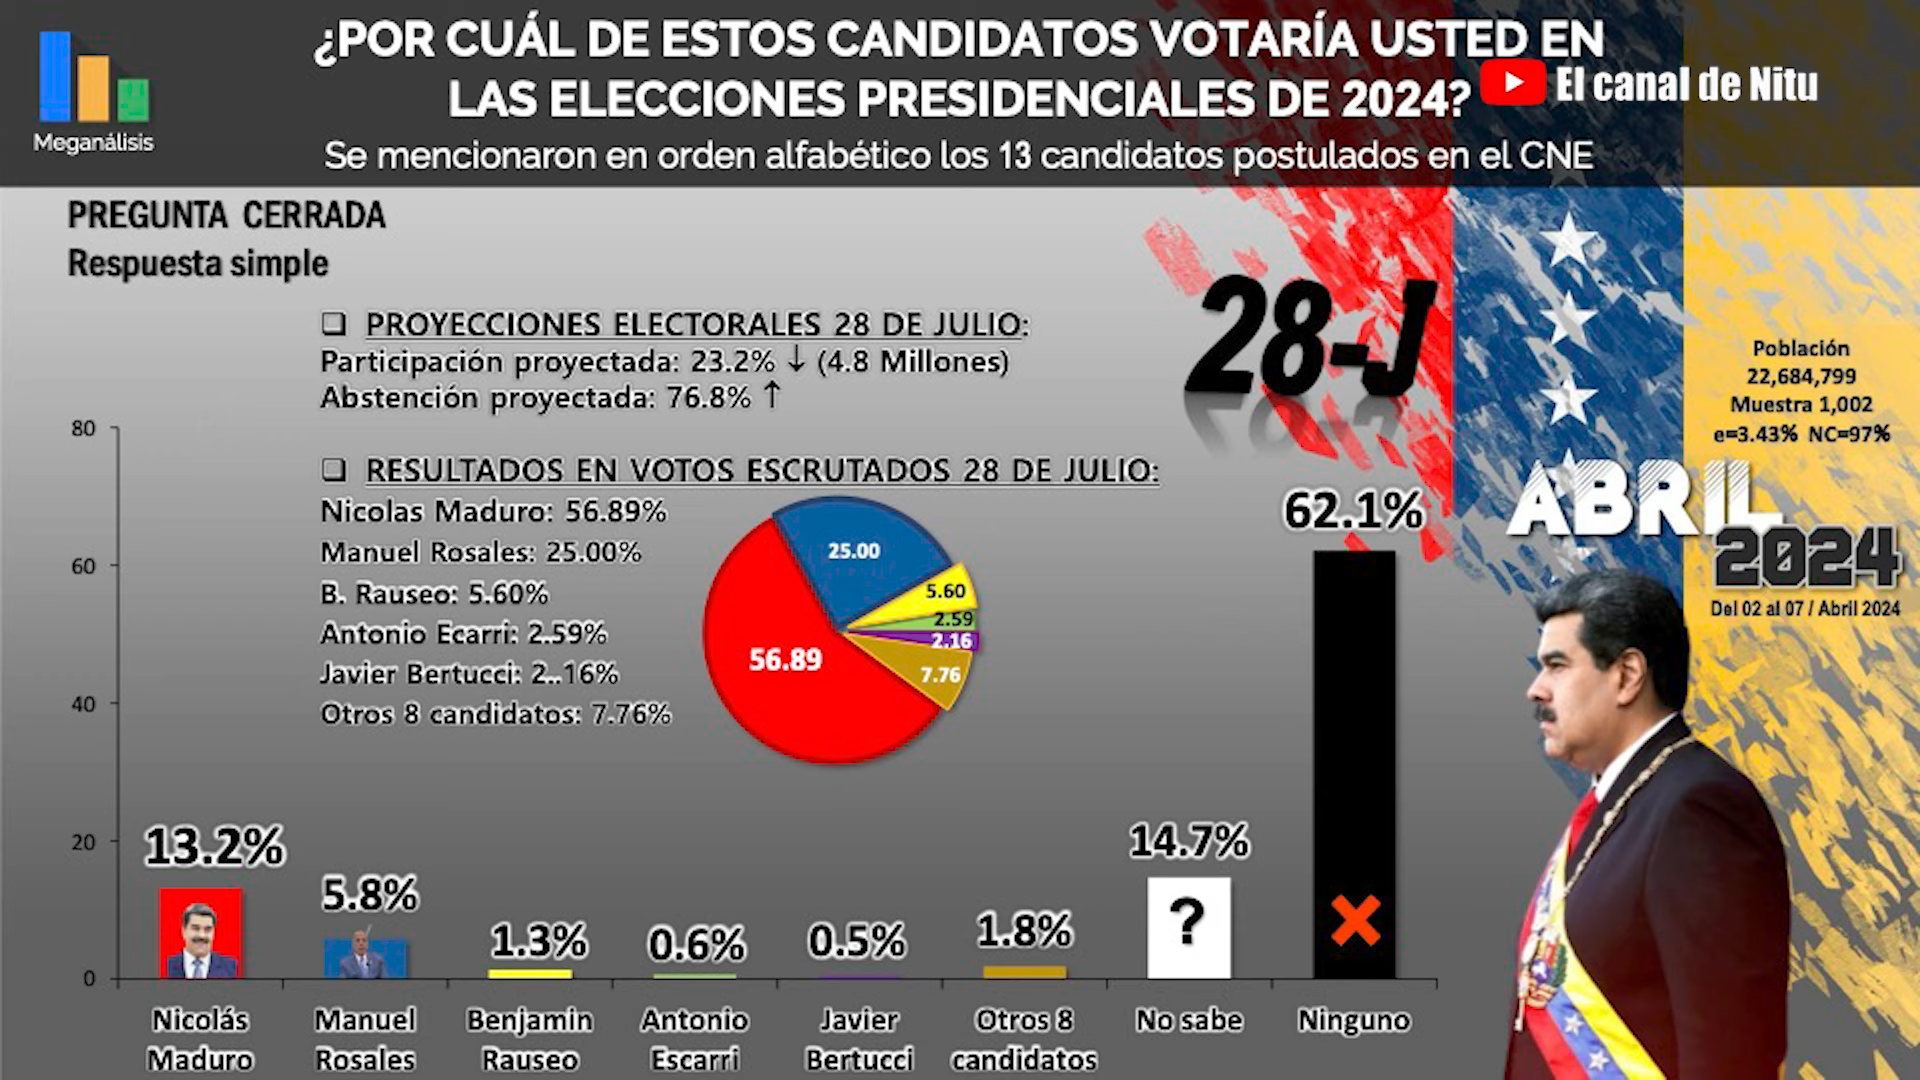 ¿POR CUÁL DE ESTOS CANDIDATOS VOTARÍA USTED EN
LAS ELECCIONES PRESIDENCIALES DE 2024?
El canal de Nitu
Meganálisis
Se mencionaron en orden alfabético los 13 candidatos postulados en el CNE
PREGUNTA CERRADA
Respuesta simple
❑ PROYECCIONES ELECTORALES 28 DE JULIO:
Participación proyectada: 23.2% ↓ (4.8 Millones)
Abstención proyectada: 76.8% ↑
28-J
Población
22,684,799
Muestra 1,002
e=3.43% NC=97%
ABRIL
2024
Del 02 al 07 / Abril 2024
❑ RESULTADOS EN VOTOS ESCRUTADOS 28 DE JULIO:
Nicolas Maduro: 56.89%
Manuel Rosales: 25.00%
B. Rauseo: 5.60%
Antonio Ecarri: 2.59%
Javier Bertucci: 2..16%
Otros 8 candidatos: 7.76%
25.00
5.60
2.59
2.16
7.76
56.89
80
60
40
20
0
13.2%
5.8%
1.3%
0.6%
0.5%
1.8%
14.7%
62.1%
?
Nicolás
Maduro
Manuel
Rosales
Benjamin
Rauseo
Antonio
Escarri
Javier
Bertucci
Otros 8
candidatos
No sabe
Ninguno